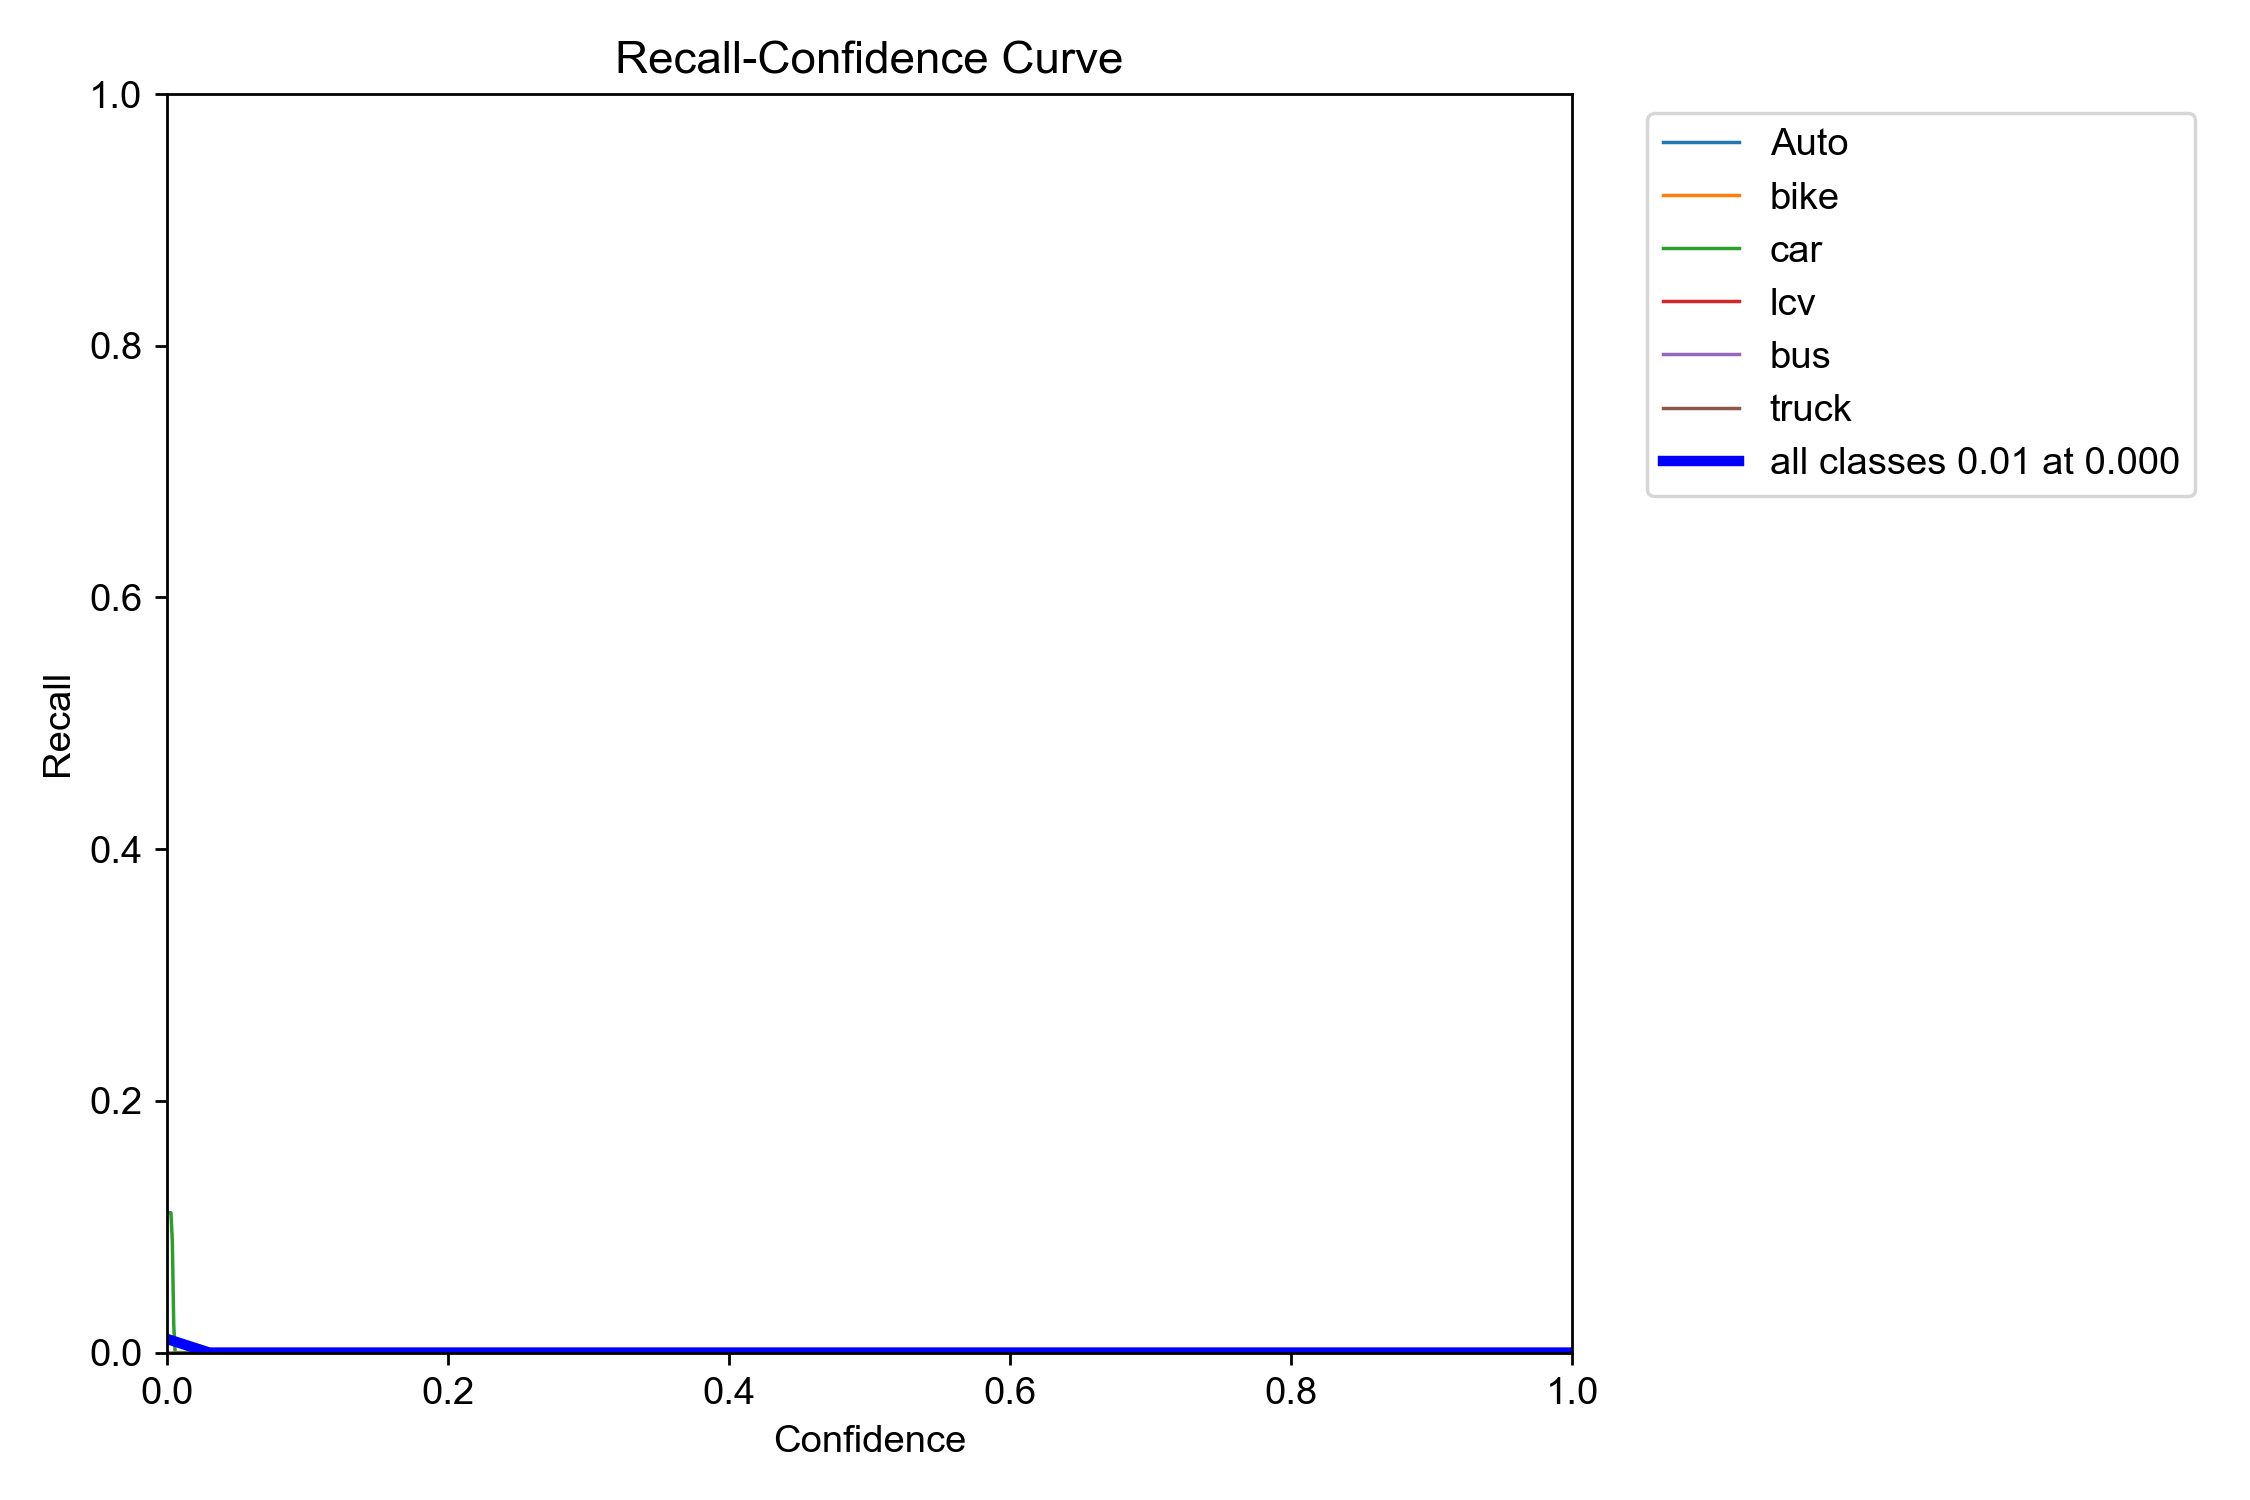 Recall-Confidence Curve
1.0
0.8
0.6
0.4
0.2
0.0
Recall
0.0 0.2 0.4 0.6 0.8 1.0
Confidence
Auto
bike
car
lcv
bus
truck
all classes 0.01 at 0.000